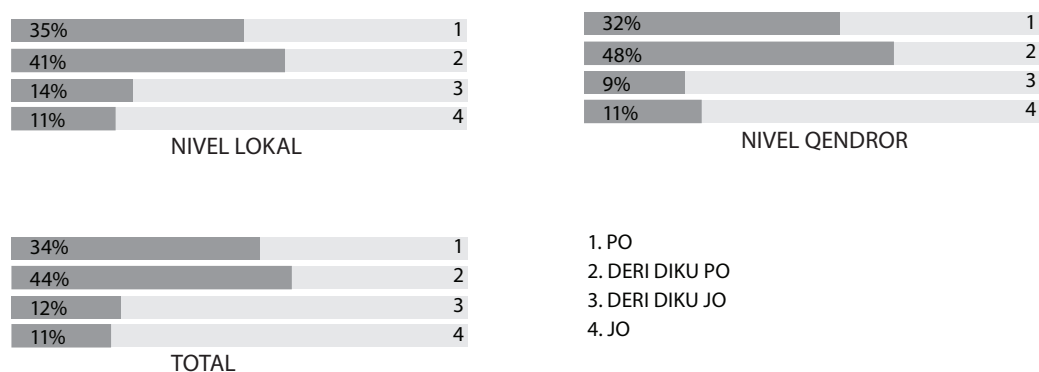 35% 1
41% 2
14% 3
11% 4
NIVEL LOKAL
32% 1
48% 2
9% 3
11% 4
NIVEL QENDROR
34% 1
44% 2
12% 3
11% 4
TOTAL
1. PO
2. DERI DIKU PO
3. DERI DIKU JO
4. JO